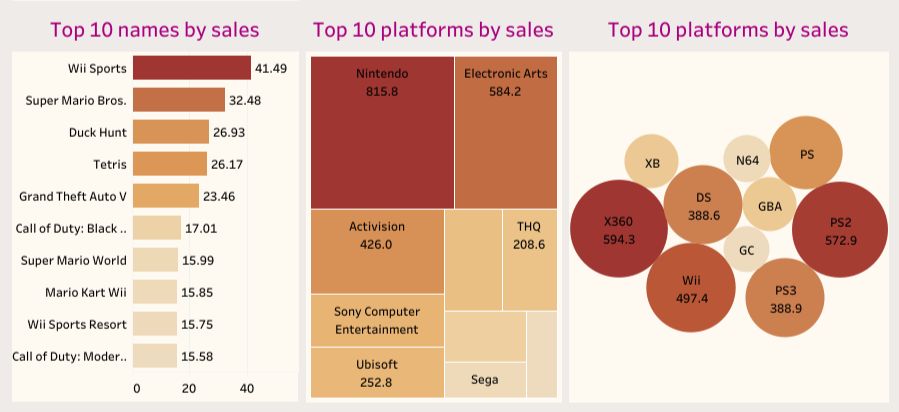 Top 10 names by sales
Wii Sports 41.49
Super Mario Bros. 32.48
Duck Hunt 26.93
Tetris 26.17
Grand Theft Auto V 23.46
Call of Duty: Black .. 17.01
Super Mario World 15.99
Mario Kart Wii 15.85
Wii Sports Resort 15.75
Call of Duty: Moder.. 15.58
0 20 40
Top 10 platforms by sales
Nintendo
815.8
Electronic Arts
584.2
Activision
426.0
THQ
208.6
Sony Computer
Entertainment
Ubisoft
252.8
Sega
Top 10 platforms by sales
XB
N64
PS
DS
388.6
GBA
X360
594.3
PS2
572.9
GC
Wii
497.4
PS3
388.9